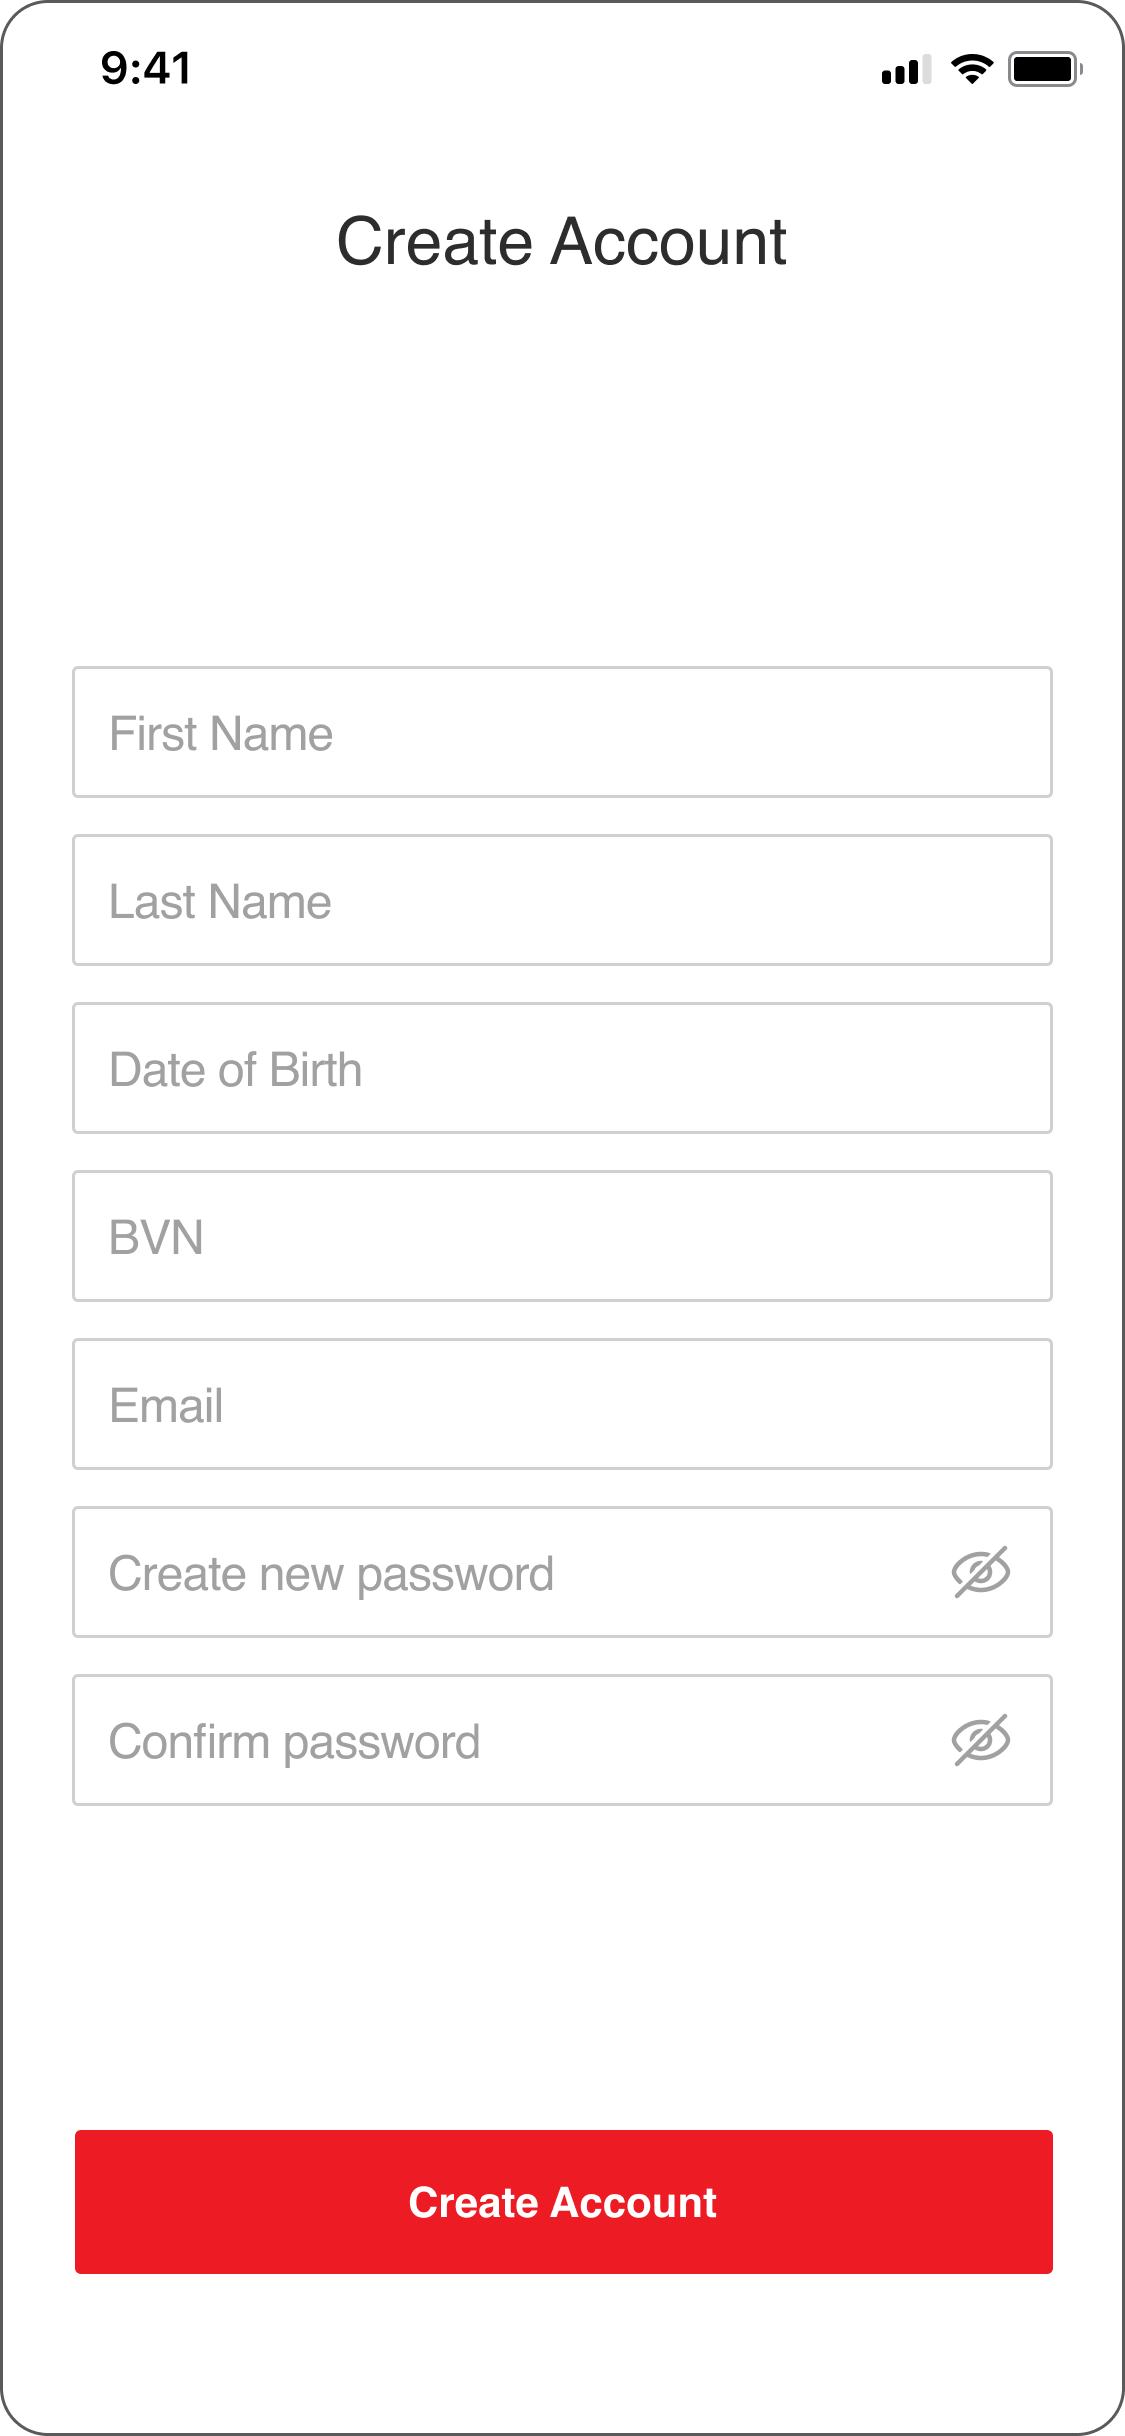 9:41
Create Account
First Name
Last Name
Date of Birth
BVN
Email
Create new password
Confirm password
Create Account